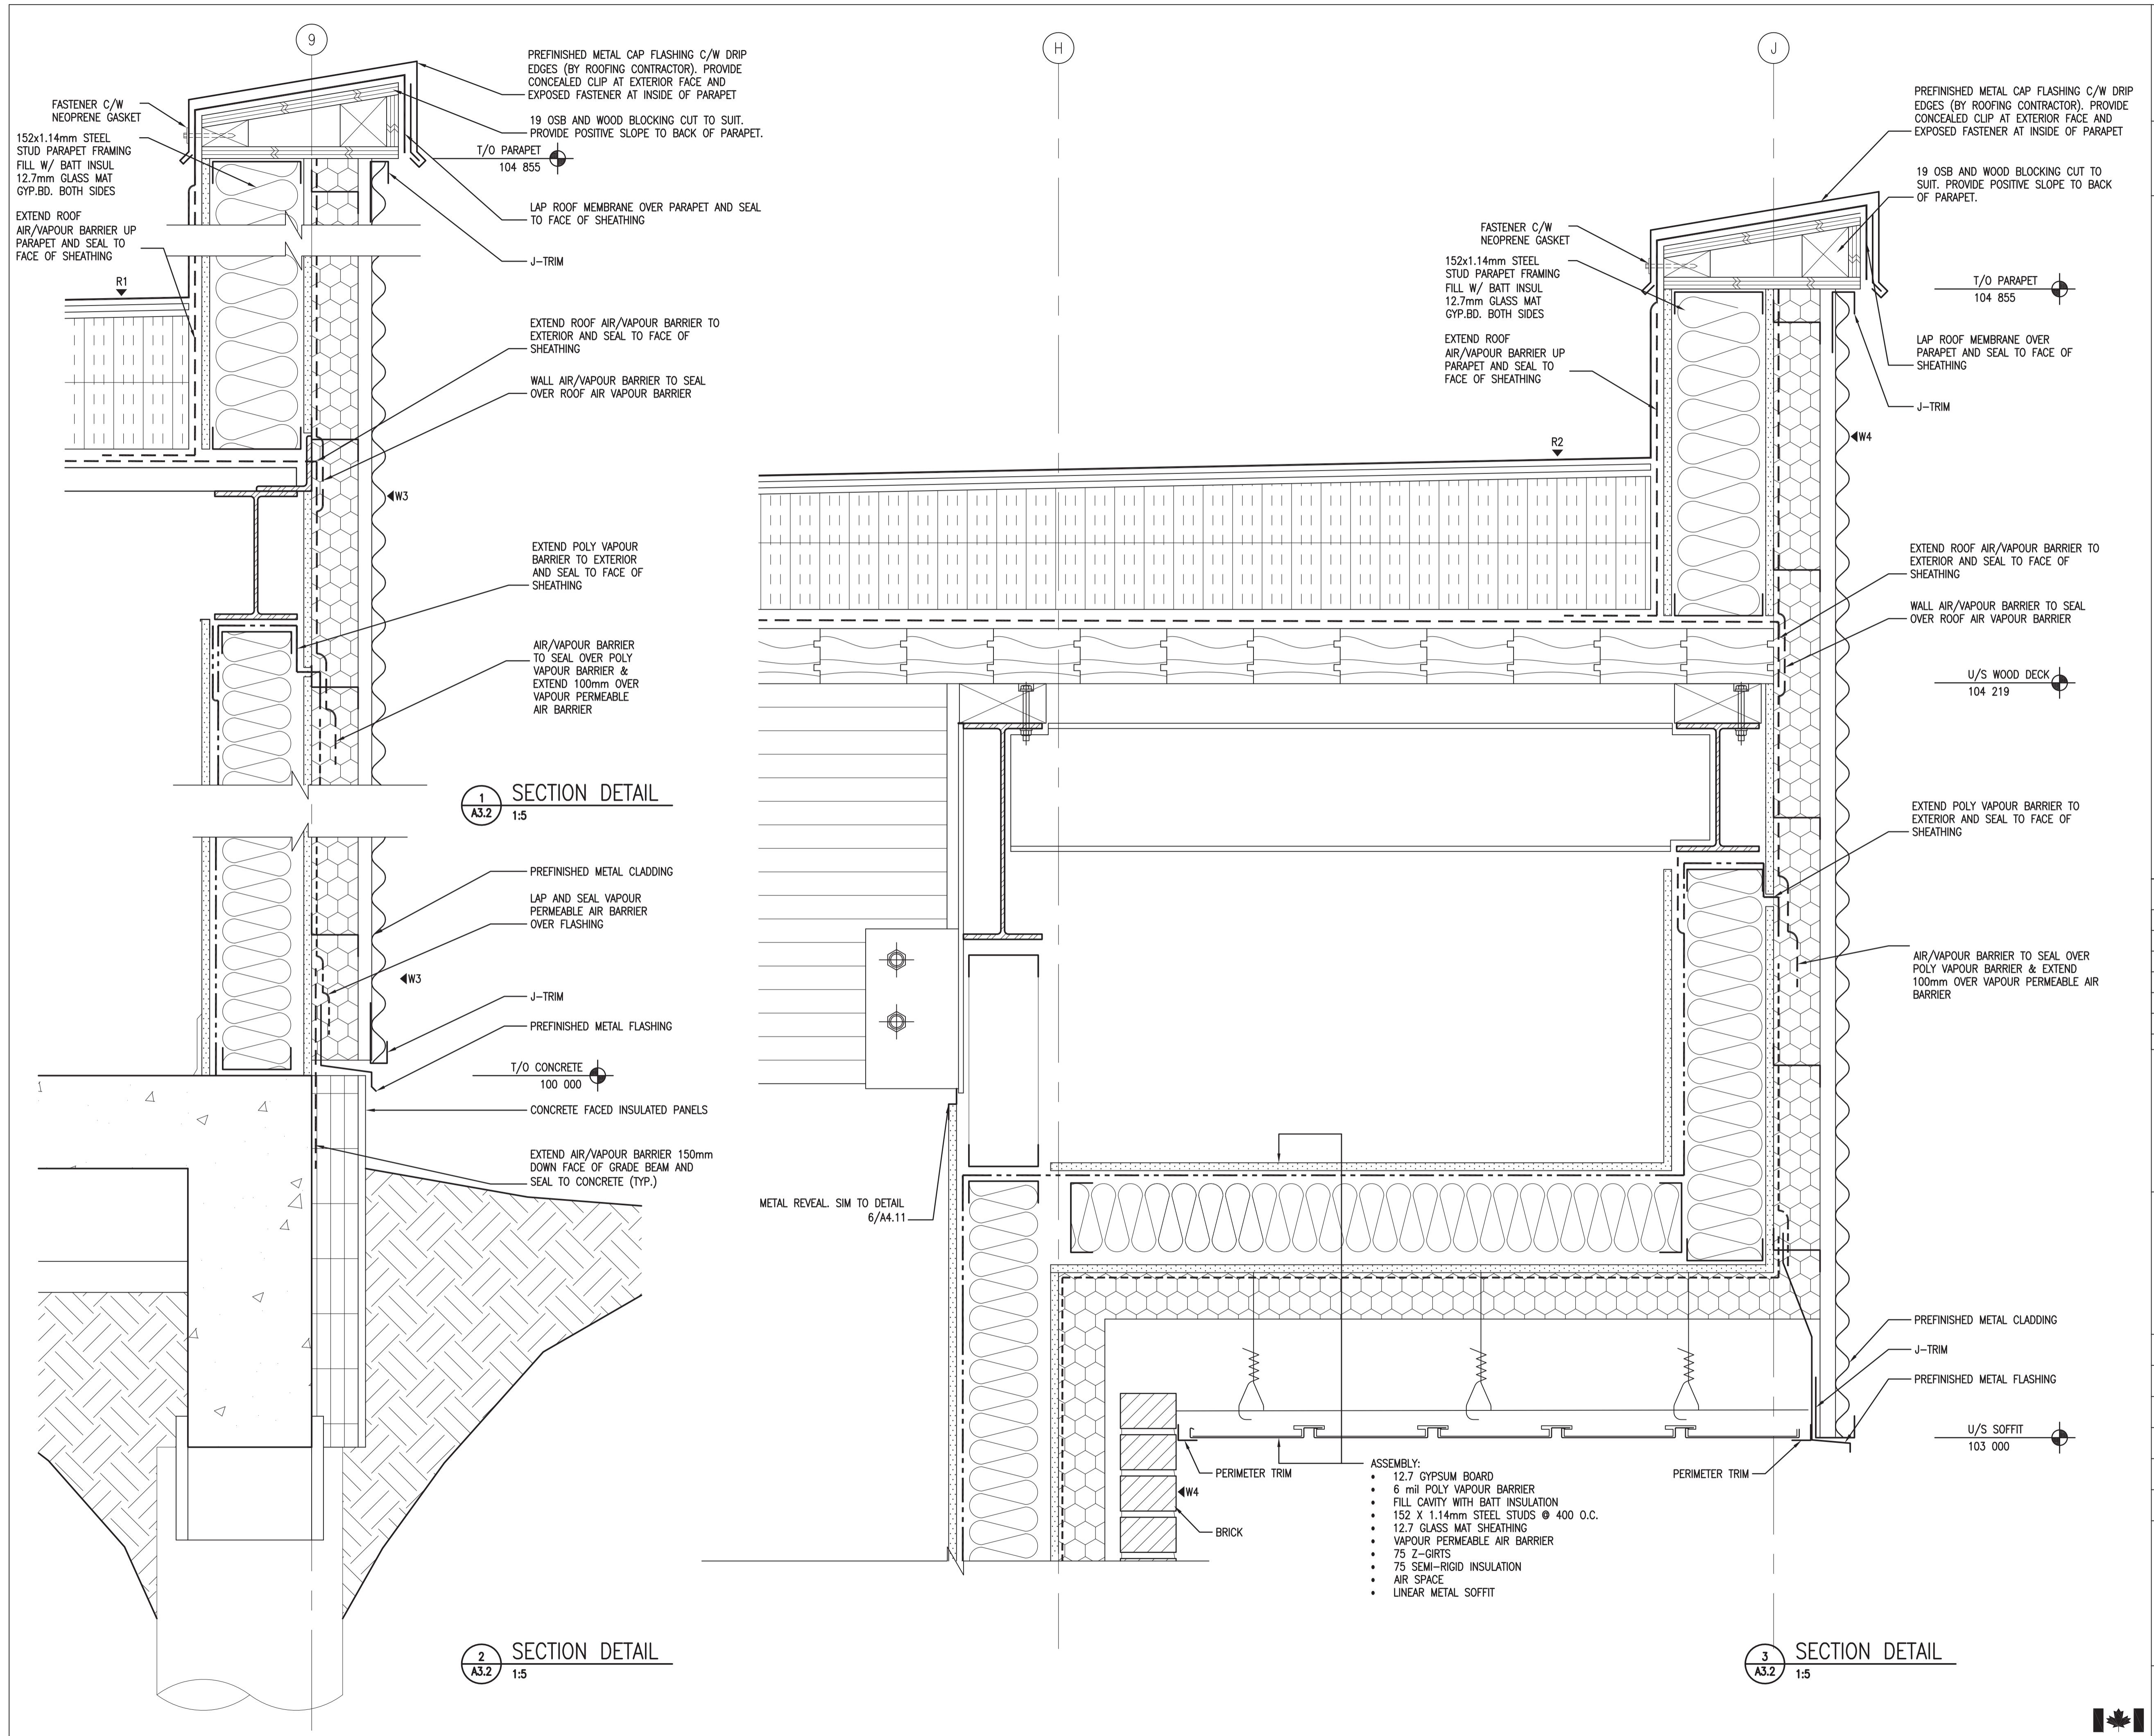 9
PREFINISHED METAL CAP FLASHING C/W DRIP
EDGES (BY ROOFING CONTRACTOR). PROVIDE
CONCEALED CLIP AT EXTERIOR FACE AND
EXPOSED FASTENER AT INSIDE OF PARAPET
FASTENER C/W
NEOPRENE GASKET
19 OSB AND WOOD BLOCKING CUT TO SUIT.
PROVIDE POSITIVE SLOPE TO BACK OF PARAPET.
152x1.14mm STEEL
STUD PARAPET FRAMING
FILL W/ BATT INSUL
12.7mm GLASS MAT
GYP.BD. BOTH SIDES
T/O PARAPET
104 855
EXTEND ROOF
AIR/VAPOUR BARRIER UP
PARAPET AND SEAL TO
FACE OF SHEATHING
LAP ROOF MEMBRANE OVER PARAPET AND SEAL
TO FACE OF SHEATHING
J-TRIM
R1
EXTEND ROOF AIR/VAPOUR BARRIER TO
EXTERIOR AND SEAL TO FACE OF
SHEATHING
WALL AIR/VAPOUR BARRIER TO SEAL
OVER ROOF AIR VAPOUR BARRIER
W3
EXTEND POLY VAPOUR
BARRIER TO EXTERIOR
AND SEAL TO FACE OF
SHEATHING
AIR/VAPOUR BARRIER
TO SEAL OVER POLY
VAPOUR BARRIER &
EXTEND 100mm OVER
VAPOUR PERMEABLE
AIR BARRIER
1
A3.2
SECTION DETAIL
1:5
PREFINISHED METAL CLADDING
LAP AND SEAL VAPOUR
PERMEABLE AIR BARRIER
OVER FLASHING
W3
J-TRIM
PREFINISHED METAL FLASHING
T/O CONCRETE
100 000
CONCRETE FACED INSULATED PANELS
EXTEND AIR/VAPOUR BARRIER 150mm
DOWN FACE OF GRADE BEAM AND
SEAL TO CONCRETE (TYP.)
2
A3.2
SECTION DETAIL
1:5
H
J
PREFINISHED METAL CAP FLASHING C/W DRIP
EDGES (BY ROOFING CONTRACTOR). PROVIDE
CONCEALED CLIP AT EXTERIOR FACE AND
EXPOSED FASTENER AT INSIDE OF PARAPET
19 OSB AND WOOD BLOCKING CUT TO
SUIT. PROVIDE POSITIVE SLOPE TO BACK
OF PARAPET.
FASTENER C/W
NEOPRENE GASKET
152x1.14mm STEEL
STUD PARAPET FRAMING
FILL W/ BATT INSUL
12.7mm GLASS MAT
GYP.BD. BOTH SIDES
T/O PARAPET
104 855
EXTEND ROOF
AIR/VAPOUR BARRIER UP
PARAPET AND SEAL TO
FACE OF SHEATHING
LAP ROOF MEMBRANE OVER
PARAPET AND SEAL TO FACE OF
SHEATHING
J-TRIM
R2
W4
EXTEND ROOF AIR/VAPOUR BARRIER TO
EXTERIOR AND SEAL TO FACE OF
SHEATHING
WALL AIR/VAPOUR BARRIER TO SEAL
OVER ROOF AIR VAPOUR BARRIER
U/S WOOD DECK
104 219
EXTEND POLY VAPOUR BARRIER TO
EXTERIOR AND SEAL TO FACE OF
SHEATHING
AIR/VAPOUR BARRIER TO SEAL OVER
POLY VAPOUR BARRIER & EXTEND
100mm OVER VAPOUR PERMEABLE AIR
BARRIER
METAL REVEAL. SIM TO DETAIL
6/A4.11
PREFINISHED METAL CLADDING
J-TRIM
PREFINISHED METAL FLASHING
U/S SOFFIT
103 000
PERIMETER TRIM
PERIMETER TRIM
W4
BRICK
ASSEMBLY:
• 12.7 GYPSUM BOARD
• 6 mil POLY VAPOUR BARRIER
• FILL CAVITY WITH BATT INSULATION
• 152 X 1.14mm STEEL STUDS @ 400 O.C.
• 12.7 GLASS MAT SHEATHING
• VAPOUR PERMEABLE AIR BARRIER
• 75 Z-GIRTS
• 75 SEMI-RIGID INSULATION
• AIR SPACE
• LINEAR METAL SOFFIT
3
A3.2
SECTION DETAIL
1:5